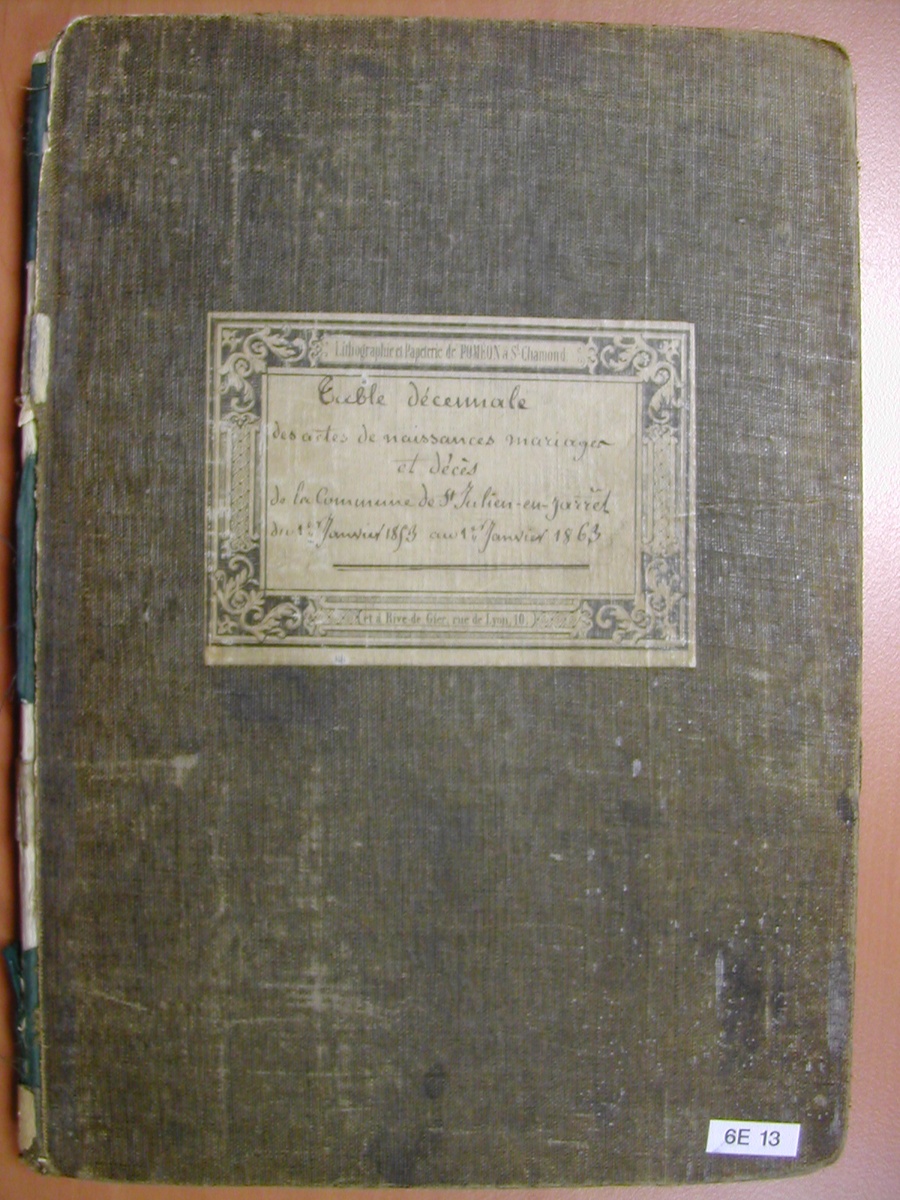 Lithographie et Papeterie de POMÉON à St Chamond
Table décennale
des actes de naissances mariages
et décès
de la Commune de St Julien-en-Jarrêt
du 1er Janvier 1853 au 1er Janvier 1863
et à Rive de Gier, rue de Lyon, 10.
6E 13